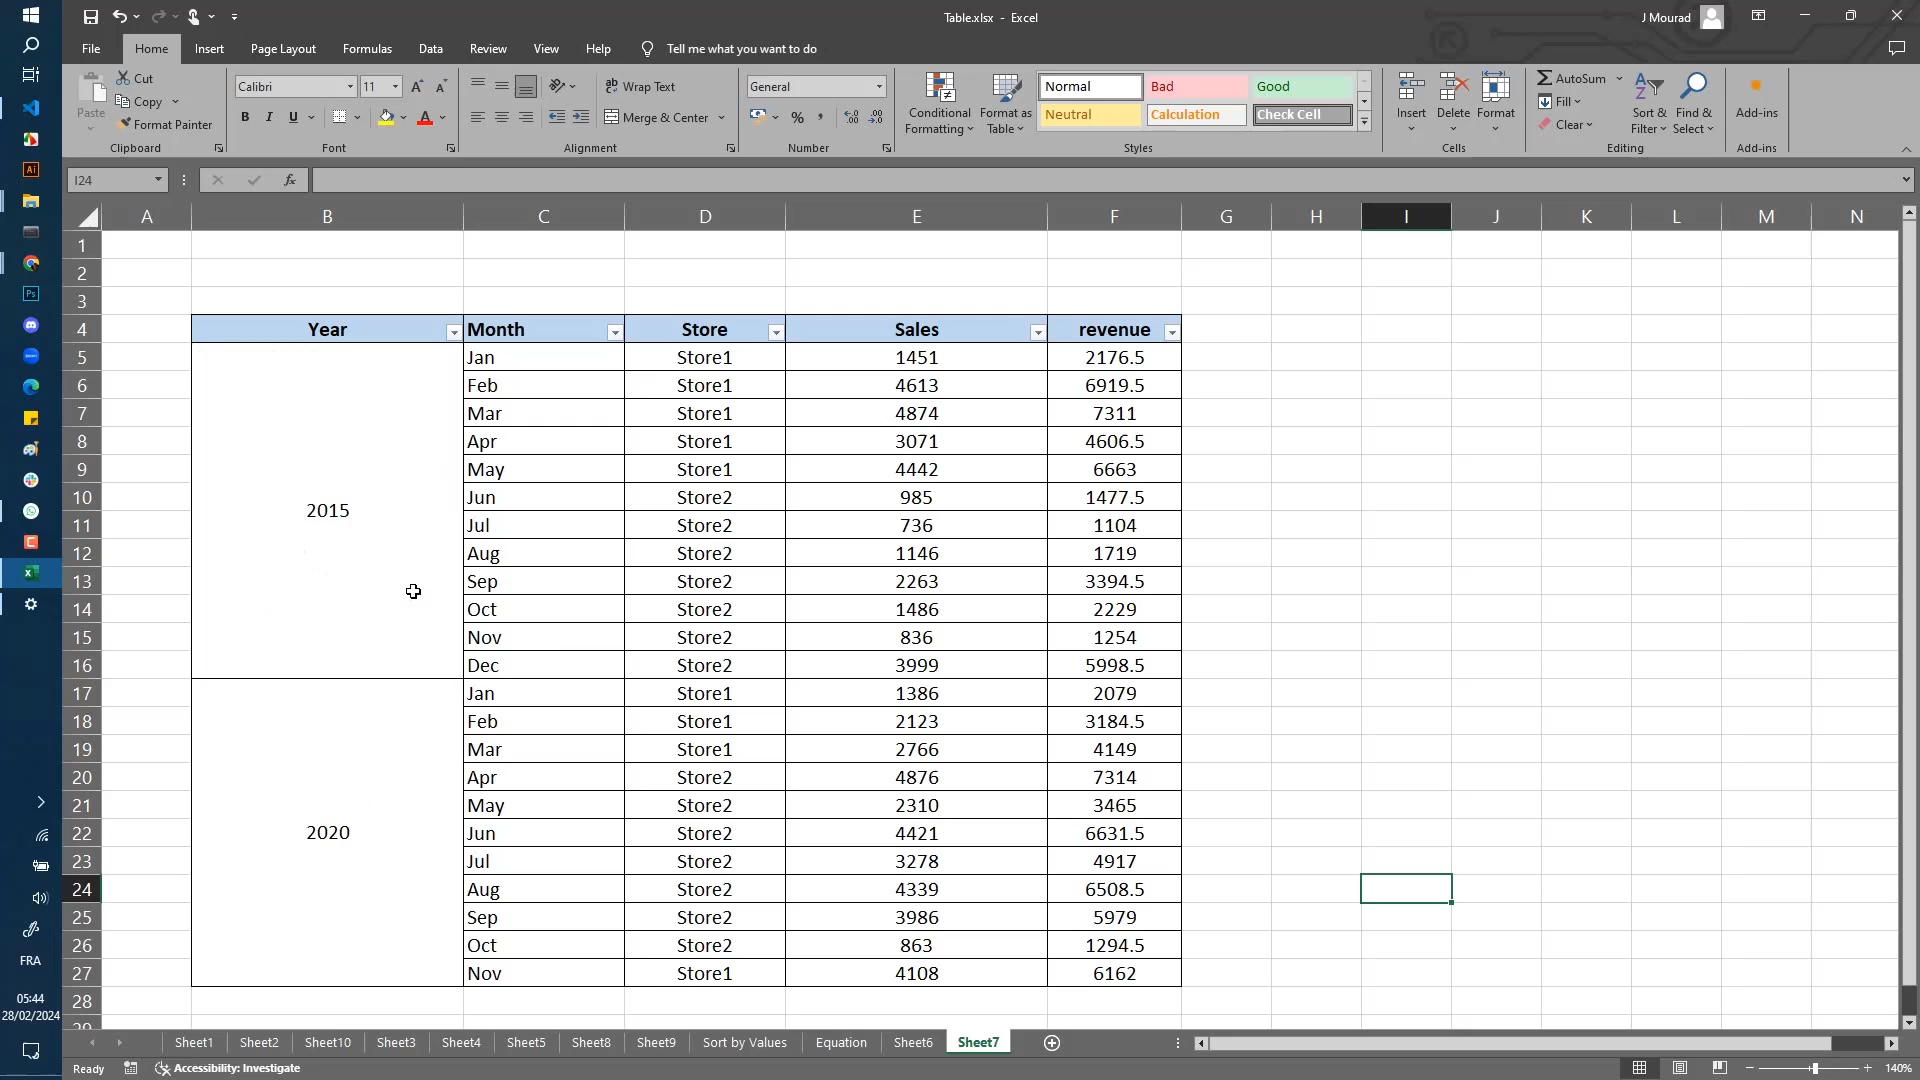 Table.xlsx - Excel
J Mourad
File Home Insert Page Layout Formulas Data Review View Help Tell me what you want to do
Paste
Cut
Copy
Format Painter
Clipboard
Calibri 11
B I U
Font
Wrap Text
Merge & Center
Alignment
General
Number
Conditional Formatting
Format as Table
Normal Bad Good
Neutral Calculation Check Cell
Styles
Insert Delete Format
Cells
AutoSum
Fill
Clear
Sort & Filter
Find & Select
Editing
Add-ins
Add-ins
I24 fx
A B C D E F G H I J K L M N
1
2
3
4 Year Month Store Sales revenue
5 Jan Store1 1451 2176.5
6 Feb Store1 4613 6919.5
7 Mar Store1 4874 7311
8 Apr Store1 3071 4606.5
9 May Store1 4442 6663
10 Jun Store2 985 1477.5
2015
11 Jul Store2 736 1104
12 Aug Store2 1146 1719
13 Sep Store2 2263 3394.5
14 Oct Store2 1486 2229
15 Nov Store2 836 1254
16 Dec Store2 3999 5998.5
17 Jan Store1 1386 2079
18 Feb Store1 2123 3184.5
19 Mar Store1 2766 4149
20 Apr Store2 4876 7314
21 May Store2 2310 3465
22 2020 Jun Store2 4421 6631.5
23 Jul Store2 3278 4917
24 Aug Store2 4339 6508.5
25 Sep Store2 3986 5979
26 Oct Store2 863 1294.5
27 Nov Store1 4108 6162
28
29
Sheet1 Sheet2 Sheet10 Sheet3 Sheet4 Sheet5 Sheet8 Sheet9 Sort by Values Equation Sheet6 Sheet7
Ready Accessibility: Investigate 140%
Ai
Ps
FRA
05:44
28/02/2024